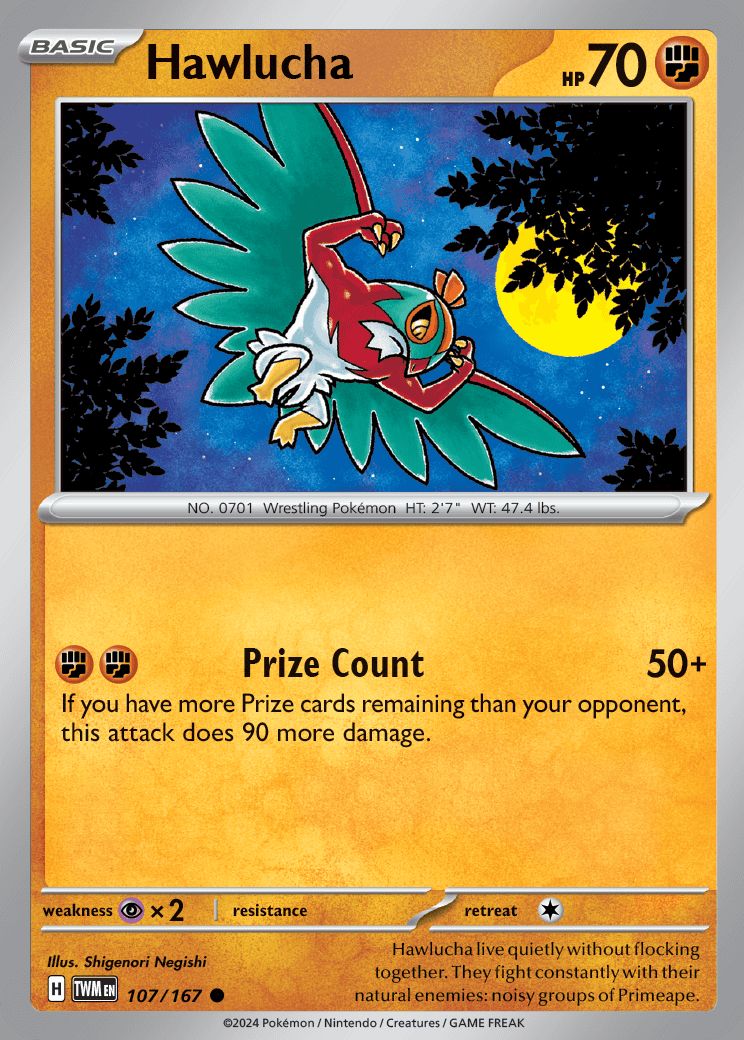 BASIC
Hawlucha
HP 70
NO. 0701 Wrestling Pokémon HT: 2'7" WT: 47.4 lbs.
Prize Count 50+
If you have more Prize cards remaining than your opponent,
this attack does 90 more damage.
weakness ×2 resistance retreat
Illus. Shigenori Negishi
H TWM EN 107/167
Hawlucha live quietly without flocking
together. They fight constantly with their
natural enemies: noisy groups of Primeape.
©2024 Pokémon / Nintendo / Creatures / GAME FREAK